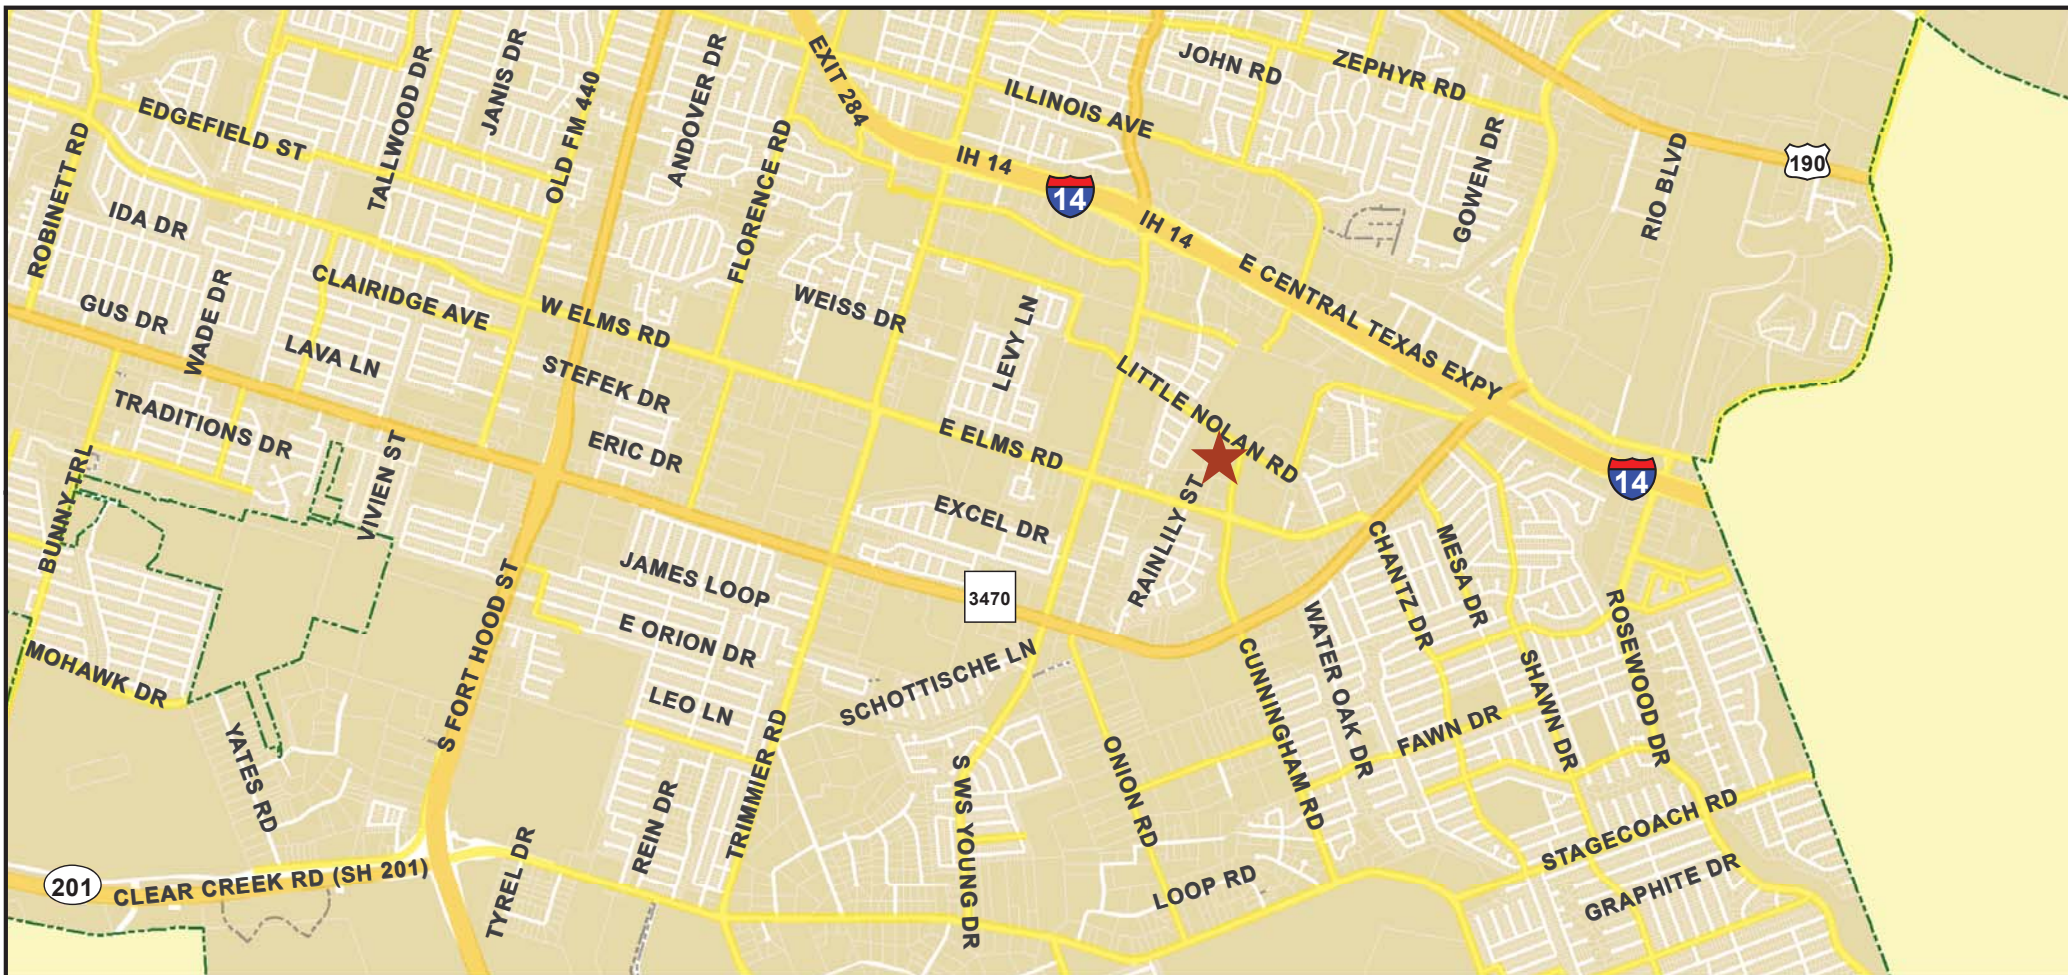 JOHN RD
ZEPHYR RD
EXIT 284
TALLWOOD DR
JANIS DR
OLD FM 440
ANDOVER DR
ILLINOIS AVE
EDGEFIELD ST
ROBINETT RD
FLORENCE RD
IH 14
14
GOWEN DR
RIO BLVD
190
IDA DR
IH 14
E CENTRAL TEXAS EXPY
GUS DR
WADE DR
CLAIRIDGE AVE
W ELMS RD
WEISS DR
LEVY LN
LAVA LN
STEFEK DR
LITTLE NOLAN RD
TRADITIONS DR
VIVIEN ST
ERIC DR
E ELMS RD
14
BUNNY TRL
EXCEL DR
RAINLILY ST
CHANTZ DR
MESA DR
JAMES LOOP
3470
E ORION DR
S FORT HOOD ST
SCHOTTISCHE LN
CUNNINGHAM RD
WATER OAK DR
SHAWN DR
ROSEWOOD DR
MOHAWK DR
LEO LN
FAWN DR
YATES RD
TRIMMIER RD
S WS YOUNG DR
ONION RD
REIN DR
STAGECOACH RD
201
CLEAR CREEK RD (SH 201)
TYREL DR
LOOP RD
GRAPHITE DR